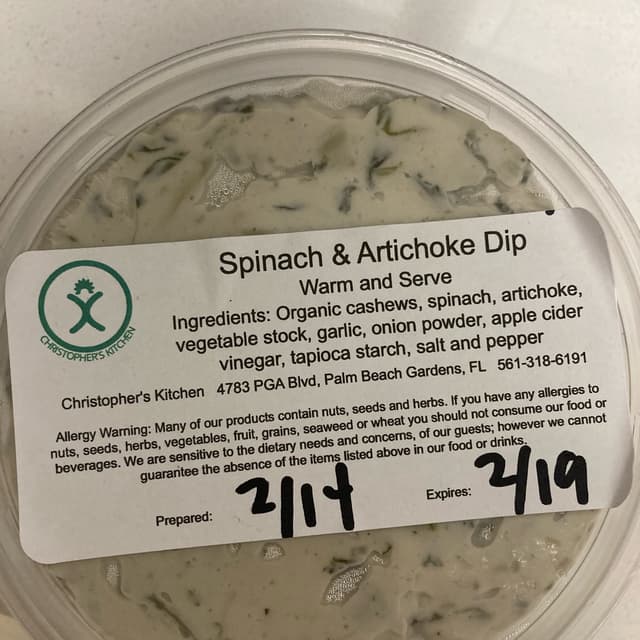 Spinach & Artichoke Dip
Warm and Serve
Ingredients: Organic cashews, spinach, artichoke,
vegetable stock, garlic, onion powder, apple cider
vinegar, tapioca starch, salt and pepper
CHRISTOPHER'S KITCHEN
Christopher's Kitchen 4783 PGA Blvd, Palm Beach Gardens, FL 561-318-6191
Allergy Warning: Many of our products contain nuts, seeds and herbs. If you have any allergies to
nuts, seeds, herbs, vegetables, fruit, grains, seaweed or wheat you should not consume our food or
beverages. We are sensitive to the dietary needs and concerns, of our guests; however we cannot
guarantee the absence of the items listed above in our food or drinks.
Prepared: 2/14 Expires: 2/19